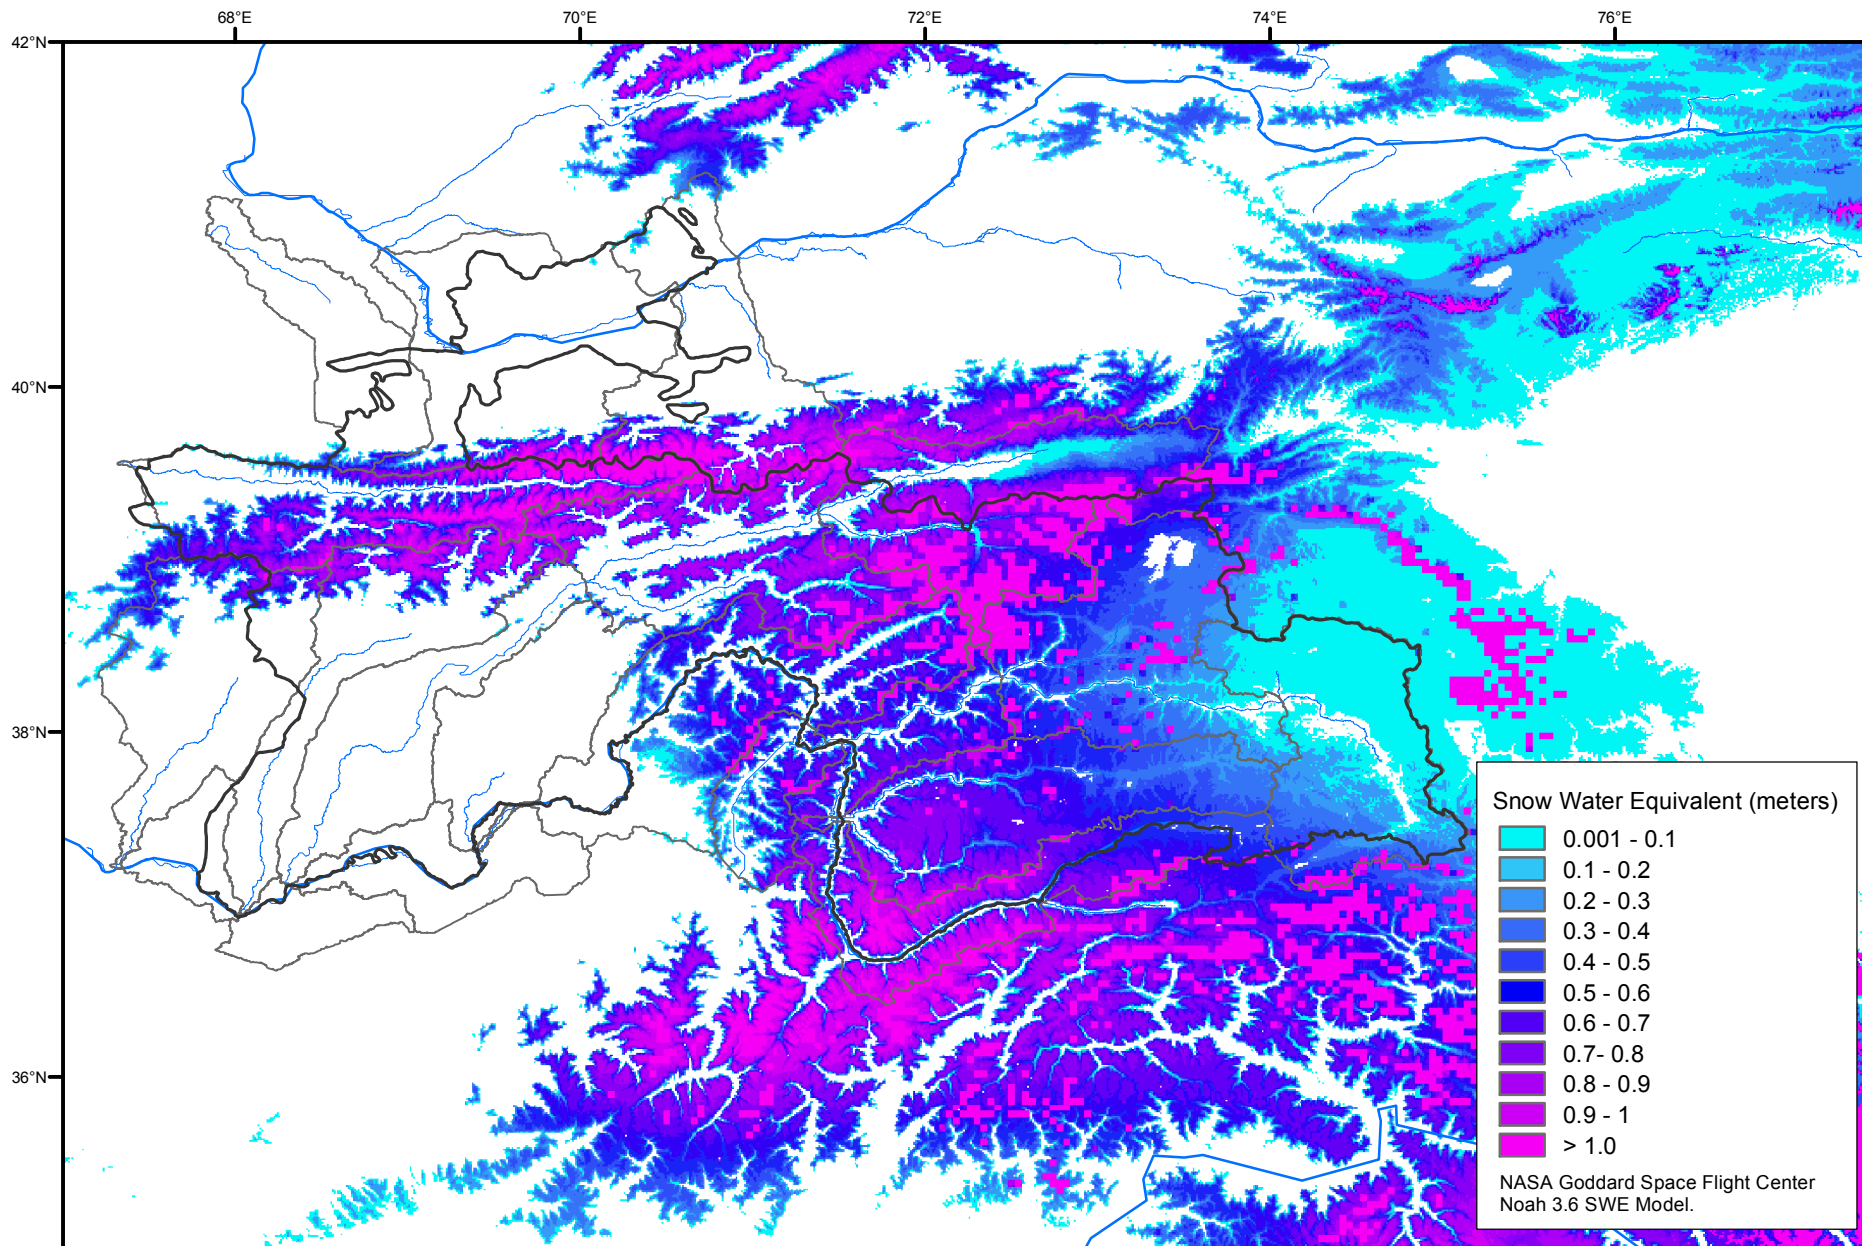 68°E
70°E
72°E
74°E
76°E
42°N
40°N
38°N
36°N
Snow Water Equivalent (meters)
0.001 - 0.1
0.1 - 0.2
0.2 - 0.3
0.3 - 0.4
0.4 - 0.5
0.5 - 0.6
0.6 - 0.7
0.7- 0.8
0.8 - 0.9
0.9 - 1
> 1.0
NASA Goddard Space Flight Center
Noah 3.6 SWE Model.